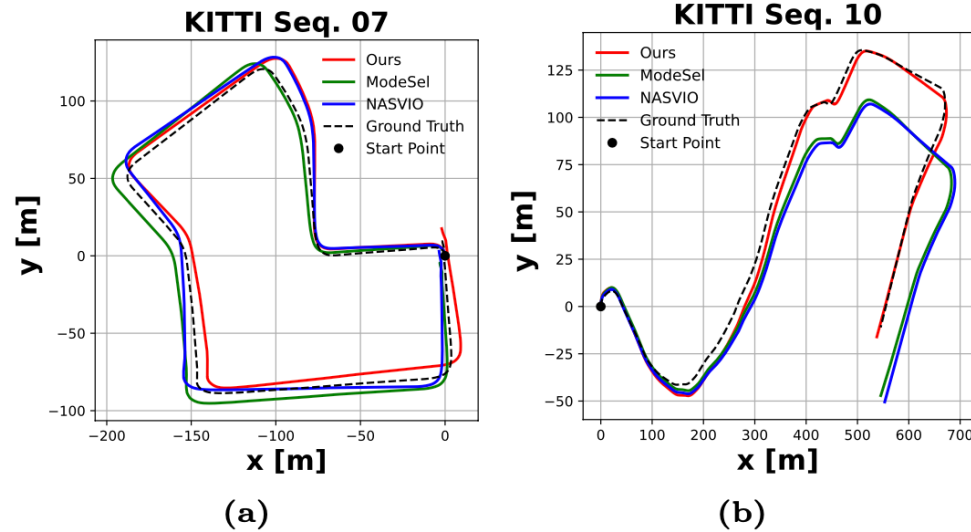 KITTI Seq. 07
Ours
ModeSel
NASVIO
Ground Truth
Start Point
y [m]
100
50
0
−50
−100
−200
−150
−100
−50
0
x [m]
(a)
KITTI Seq. 10
Ours
ModeSel
NASVIO
Ground Truth
Start Point
y [m]
125
100
75
50
25
0
−25
−50
0
100
200
300
400
500
600
700
x [m]
(b)